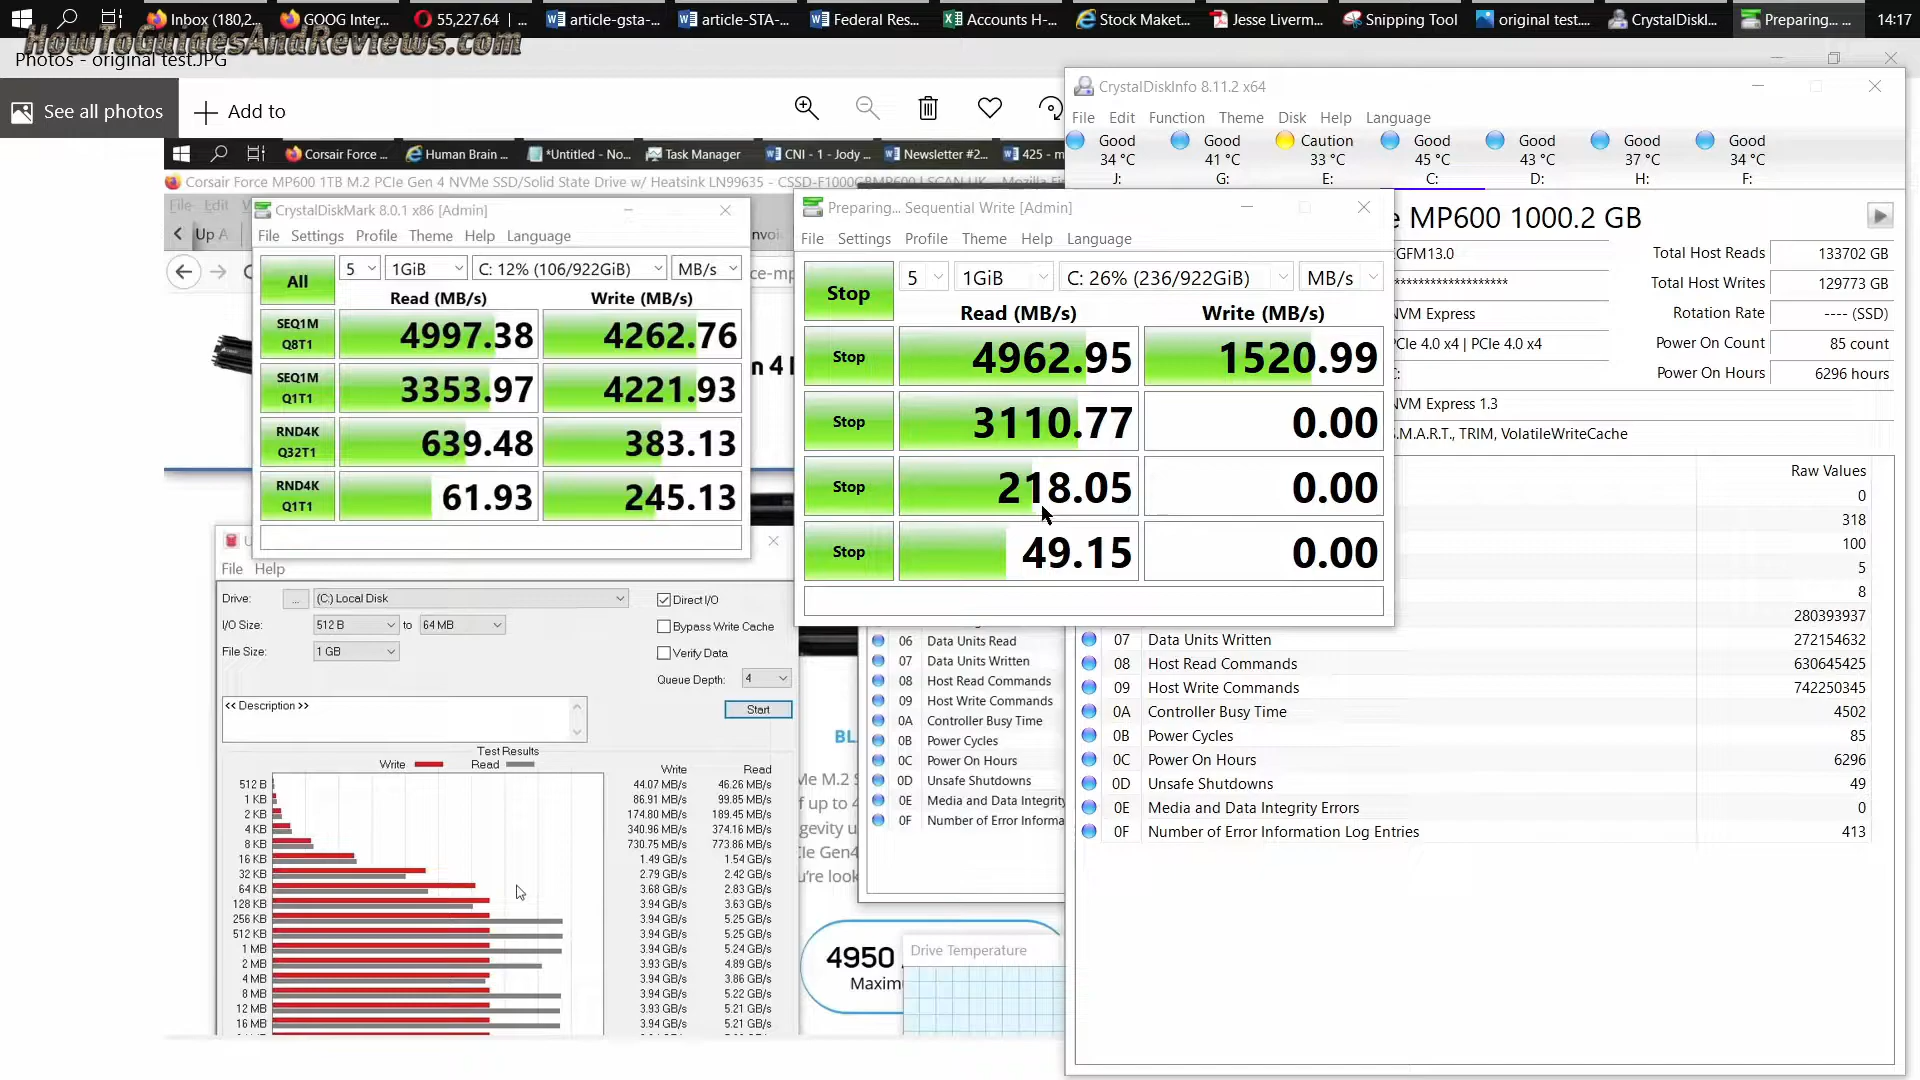 Inbox (180,2...
GOOG Inter...
55,227.64 | ...
article-gsta-...
article-STA-...
Federal Res...
Accounts H-...
Stock Maket...
Jesse Liverm...
Snipping Tool
original test....
CrystalDiskI...
Preparing... ...
14:17
HowToGuidesAndReviews.com
Photos - original test.JPG
See all photos
Add to
Corsair Force ...
Human Brain ...
*Untitled - No...
Task Manager
CNI - 1 - Jody ...
Newsletter #2...
Corsair Force MP600 1TB M.2 PCIe Gen 4 NVMe SSD/Solid State Drive w/ Heatsink LN99635 - CSSD-F1000GBMP600 | SCAN UK
File Edit
Up A
CrystalDiskMark 8.0.1 x86 [Admin]
File Settings Profile Theme Help Language
All 5 1GiB C: 12% (106/922GiB) MB/s
Read (MB/s) Write (MB/s)
SEQ1M
Q8T1
4997.38 4262.76
SEQ1M
Q1T1
3353.97 4221.93
RND4K
Q32T1
639.48 383.13
RND4K
Q1T1
61.93 245.13
Preparing... Sequential Write [Admin]
File Settings Profile Theme Help Language
Stop 5 1GiB C: 26% (236/922GiB) MB/s
Read (MB/s) Write (MB/s)
Stop 4962.95 1520.99
Stop 3110.77 0.00
Stop 218.05 0.00
Stop 49.15 0.00
CrystalDiskInfo 8.11.2 x64
File Edit Function Theme Disk Help Language
Good Good Caution Good Good Good Good
34 °C 41 °C 33 °C 45 °C 43 °C 37 °C 34 °C
J: G: E: C: D: H: F:
MP600 1000.2 GB
GFM13.0 Total Host Reads 133702 GB
******************* Total Host Writes 129773 GB
NVM Express Rotation Rate ---- (SSD)
PCIe 4.0 x4 | PCIe 4.0 x4 Power On Count 85 count
C: Power On Hours 6296 hours
NVM Express 1.3
S.M.A.R.T., TRIM, VolatileWriteCache
Raw Values
0
318
100
5
8
280393937
07 Data Units Written 272154632
08 Host Read Commands 630645425
09 Host Write Commands 742250345
0A Controller Busy Time 4502
0B Power Cycles 85
0C Power On Hours 6296
0D Unsafe Shutdowns 49
0E Media and Data Integrity Errors 0
0F Number of Error Information Log Entries 413
File Help
Drive: ... (C:) Local Disk
I/O Size: 512 B to 64 MB
File Size: 1 GB
Direct I/O
Bypass Write Cache
Verify Data
Queue Depth: 4
<< Description >>
Start
Test Results
Write Read
Write Read
512 B 44.07 MB/s 46.26 MB/s
1 KB 86.91 MB/s 99.85 MB/s
2 KB 174.80 MB/s 189.45 MB/s
4 KB 340.96 MB/s 374.16 MB/s
8 KB 730.75 MB/s 773.86 MB/s
16 KB 1.49 GB/s 1.54 GB/s
32 KB 2.79 GB/s 2.42 GB/s
64 KB 3.68 GB/s 2.83 GB/s
128 KB 3.94 GB/s 3.63 GB/s
256 KB 3.94 GB/s 5.25 GB/s
512 KB 3.94 GB/s 5.25 GB/s
1 MB 3.94 GB/s 5.24 GB/s
2 MB 3.93 GB/s 4.89 GB/s
4 MB 3.94 GB/s 3.86 GB/s
8 MB 3.94 GB/s 5.22 GB/s
12 MB 3.93 GB/s 5.21 GB/s
16 MB 3.94 GB/s 5.21 GB/s
06 Data Units Read
07 Data Units Written
08 Host Read Commands
09 Host Write Commands
0A Controller Busy Time
0B Power Cycles
0C Power On Hours
0D Unsafe Shutdowns
0E Media and Data Integrity
0F Number of Error Informa
4950
Maxim
Drive Temperature